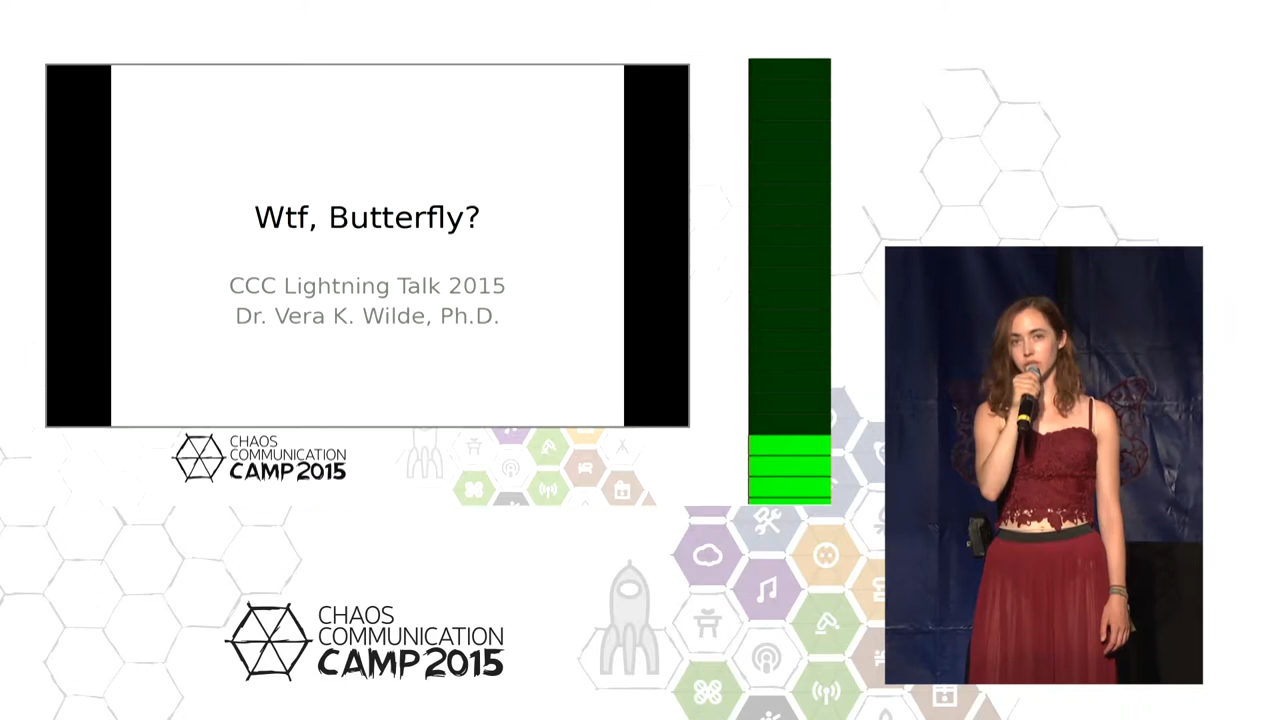 Wtf, Butterfly?
CCC Lightning Talk 2015
Dr. Vera K. Wilde, Ph.D.
CHAOS
COMMUNICATION
CAMP 2015
CHAOS
COMMUNICATION
CAMP 2015